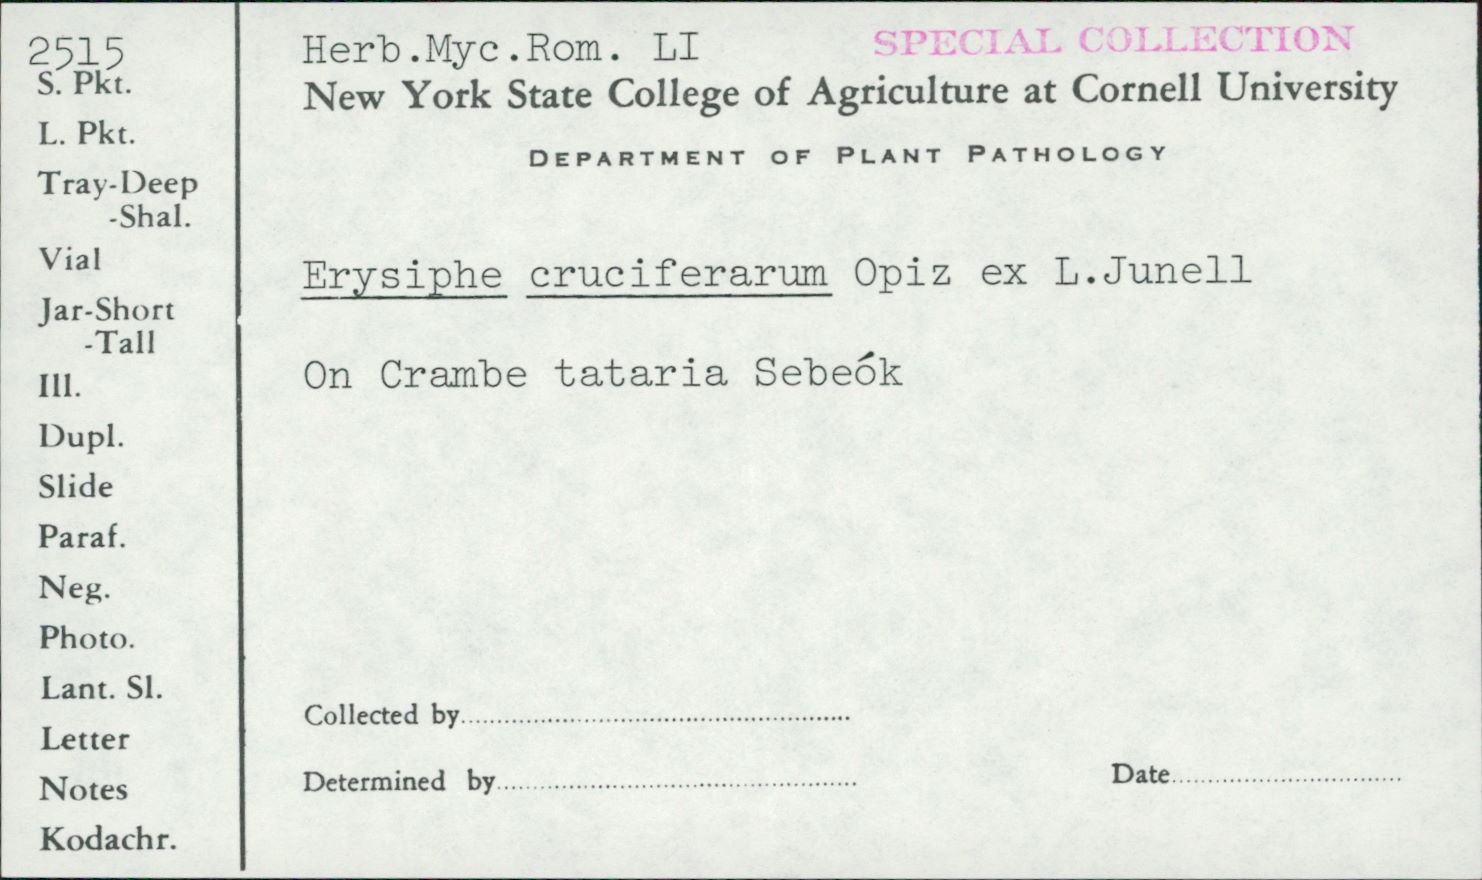 2515
S. Pkt.
L. Pkt.
Tray-Deep
-Shal.
Vial
Jar-Short
-Tall
Ill.
Dupl.
Slide
Paraf.
Neg.
Photo.
Lant. Sl.
Letter
Notes
Kodachr.
Herb.Myc.Rom. LI
SPECIAL COLLECTION
New York State College of Agriculture at Cornell University
DEPARTMENT OF PLANT PATHOLOGY
Erysiphe cruciferarum Opiz ex L.Junell
On Crambe tataria Sebeók
Collected by
Determined by
Date